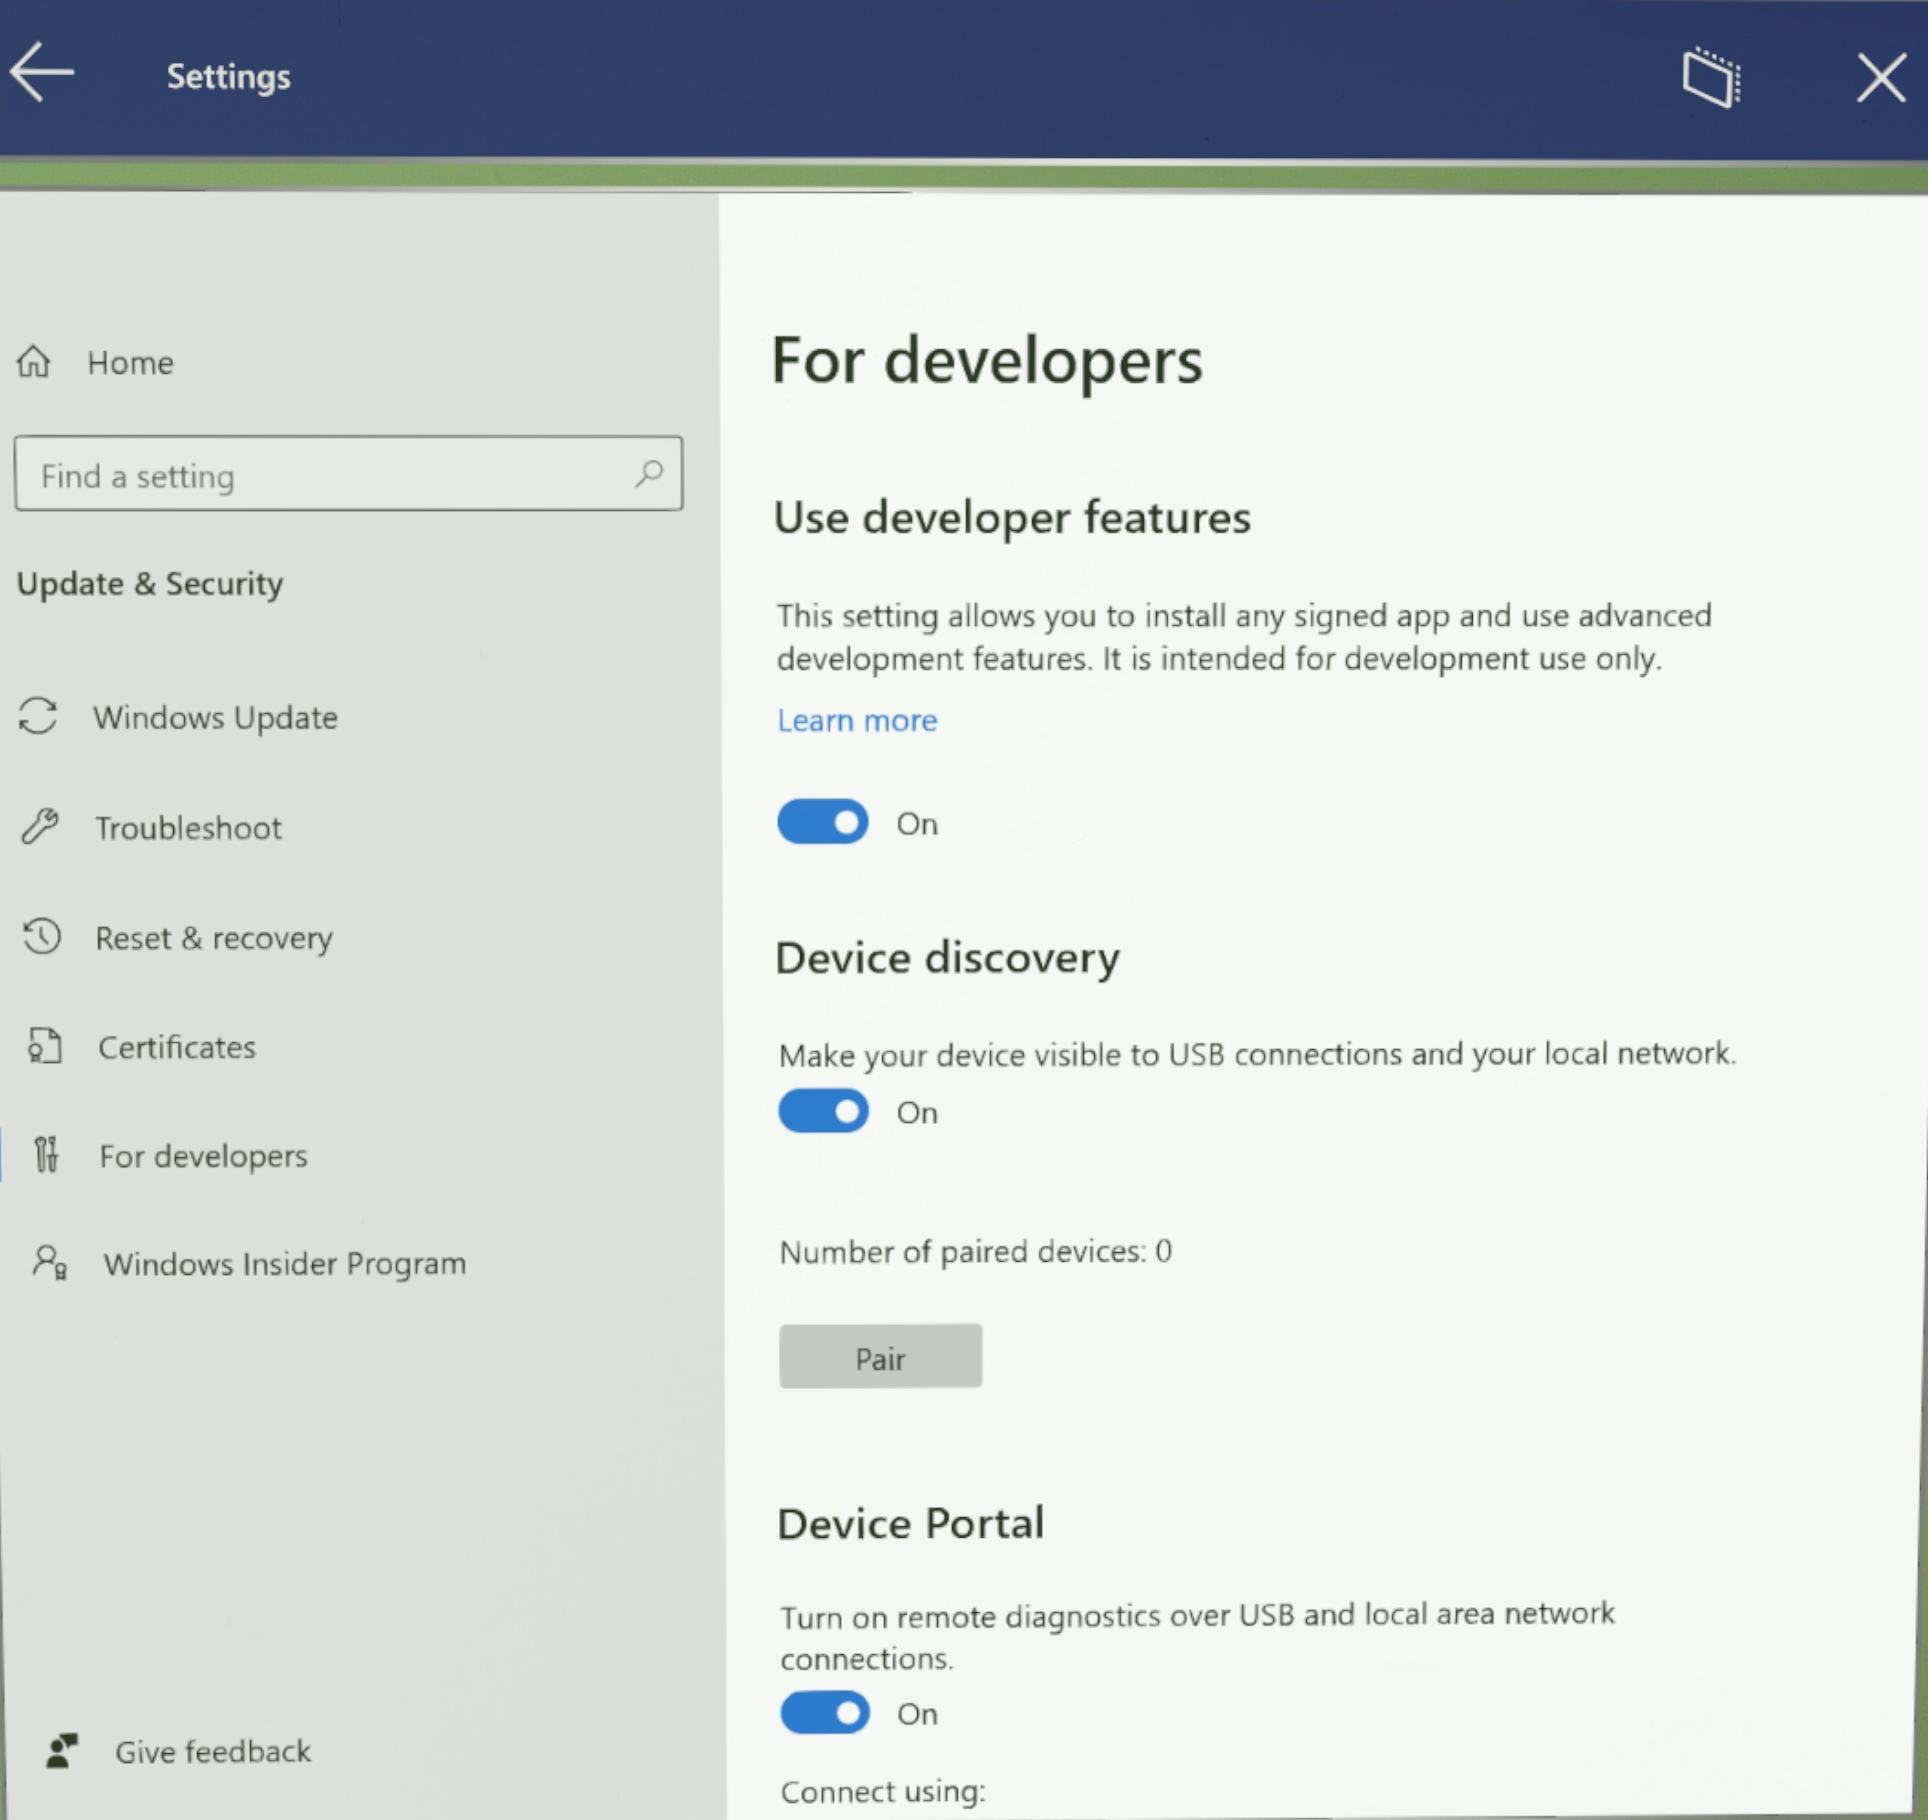 Settings
Home
Find a setting
Update & Security
Windows Update
Troubleshoot
Reset & recovery
Certificates
For developers
Windows Insider Program
Give feedback
For developers
Use developer features
This setting allows you to install any signed app and use advanced
development features. It is intended for development use only.
Learn more
On
Device discovery
Make your device visible to USB connections and your local network.
On
Number of paired devices: 0
Pair
Device Portal
Turn on remote diagnostics over USB and local area network
connections.
On
Connect using: